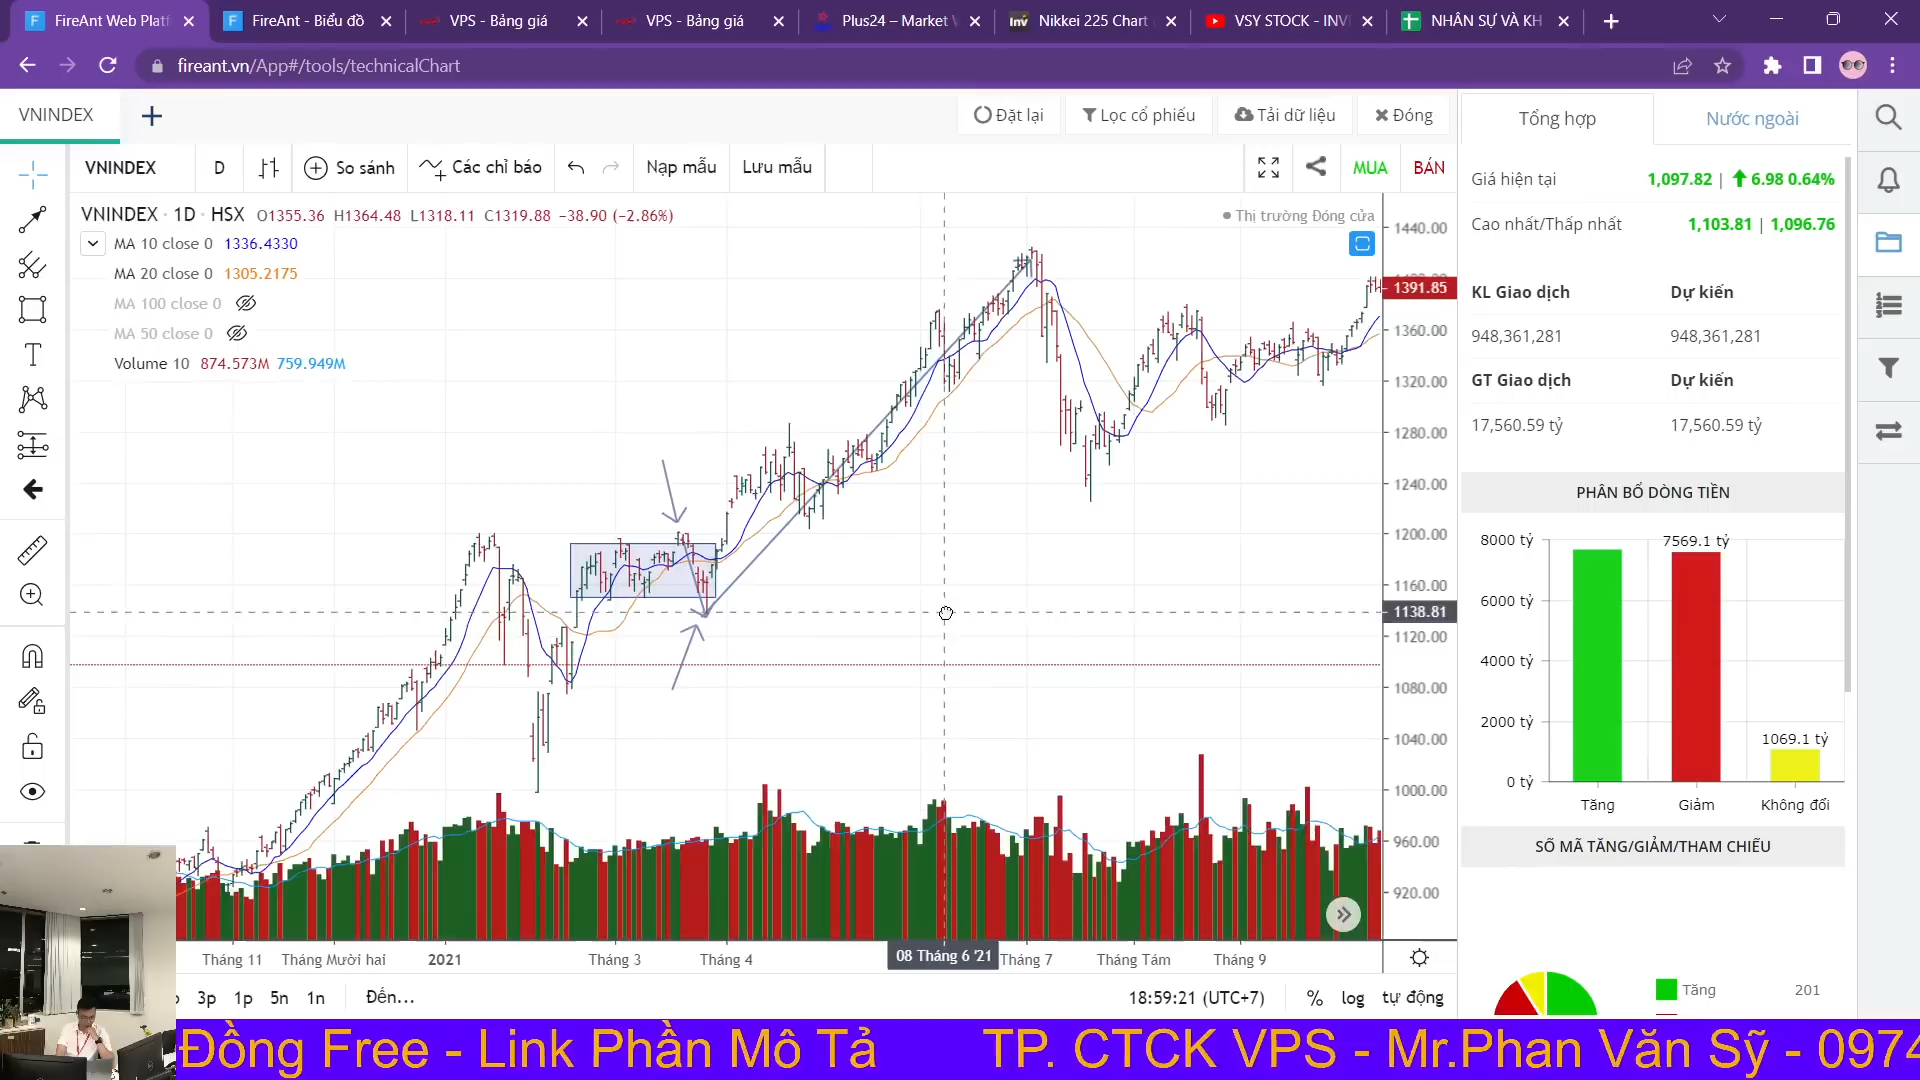 FireAnt Web Platf
FireAnt - Biểu đồ
VPS - Bảng giá
VPS - Bảng giá
Plus24 – Market
Nikkei 225 Chart
VSY STOCK - INV
NHÂN SỰ VÀ KH
fireant.vn/App#/tools/technicalChart
VNINDEX
Đặt lại
Lọc cổ phiếu
Tải dữ liệu
Đóng
Tổng hợp
Nước ngoài
VNINDEX
D
So sánh
Các chỉ báo
Nạp mẫu
Lưu mẫu
MUA
BÁN
Giá hiện tại
1,097.82 | 6.98 0.64%
Cao nhất/Thấp nhất
1,103.81 | 1,096.76
VNINDEX · 1D · HSX O1355.36 H1364.48 L1318.11 C1319.88 -38.90 (-2.86%)
Thị trường Đóng cửa
MA 10 close 0 1336.4330
MA 20 close 0 1305.2175
MA 100 close 0
MA 50 close 0
Volume 10 874.573M 759.949M
1440.00
1391.85
1360.00
1320.00
1280.00
1240.00
1200.00
1160.00
1138.81
1120.00
1080.00
1040.00
1000.00
960.00
920.00
KL Giao dịch
Dự kiến
948,361,281
948,361,281
GT Giao dịch
Dự kiến
17,560.59 tỷ
17,560.59 tỷ
PHÂN BỔ DÒNG TIỀN
8000 tỷ
7569.1 tỷ
6000 tỷ
4000 tỷ
2000 tỷ
1069.1 tỷ
0 tỷ
Tăng
Giảm
Không đổi
SỐ MÃ TĂNG/GIẢM/THAM CHIẾU
Tăng
201
Tháng 11
Tháng Mười hai
2021
Tháng 3
Tháng 4
08 Tháng 6 '21
Tháng 7
Tháng Tám
Tháng 9
3p
1p
5n
1n
Đến...
18:59:21 (UTC+7)
%
log
tự động
Đồng Free - Link Phần Mô Tả
TP. CTCK VPS - Mr.Phan Văn Sỹ - 0974